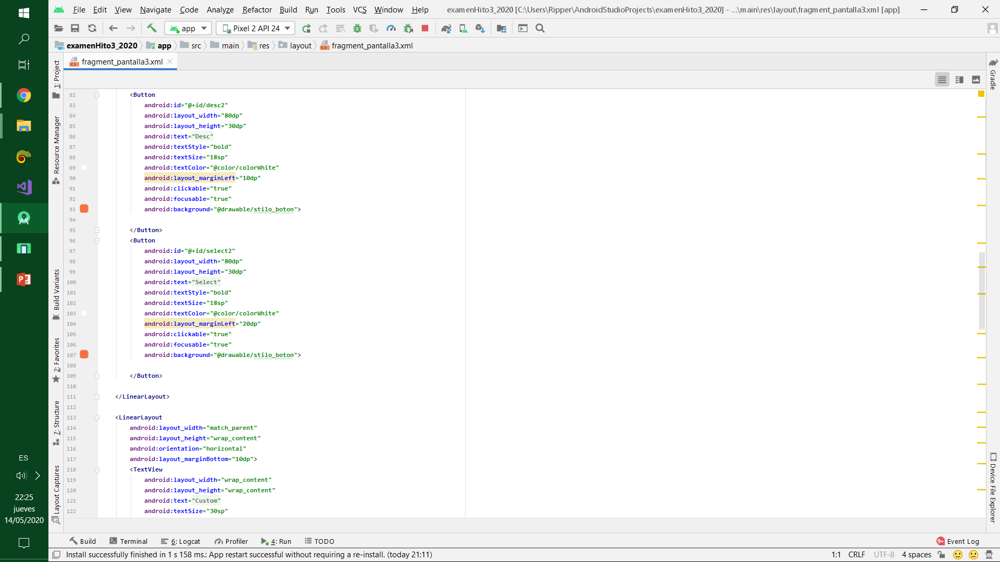 File Edit View Navigate Code Analyze Refactor Build Run Tools VCS Window Help examenHito3_2020 [C:\Users\Ripper\AndroidStudioProjects\examenHito3_2020] - ...\main\res\layout\fragment_pantalla3.xml [app]
app Pixel 2 API 24
examenHito3_2020 app src main res layout fragment_pantalla3.xml
fragment_pantalla3.xml
1: Project
Resource Manager
Build Variants
2: Favorites
7: Structure
Layout Captures
82 <Button
83 android:id="@+id/desc2"
84 android:layout_width="80dp"
85 android:layout_height="30dp"
86 android:text="Desc"
87 android:textStyle="bold"
88 android:textSize="18sp"
89 android:textColor="@color/colorWhite"
90 android:layout_marginLeft="10dp"
91 android:clickable="true"
92 android:focusable="true"
93 android:background="@drawable/stilo_boton">
94
95 </Button>
96 <Button
97 android:id="@+id/select2"
98 android:layout_width="80dp"
99 android:layout_height="30dp"
100 android:text="Select"
101 android:textStyle="bold"
102 android:textSize="18sp"
103 android:textColor="@color/colorWhite"
104 android:layout_marginLeft="20dp"
105 android:clickable="true"
106 android:focusable="true"
107 android:background="@drawable/stilo_boton">
108
109 </Button>
110
111 </LinearLayout>
112
113 <LinearLayout
114 android:layout_width="match_parent"
115 android:layout_height="wrap_content"
116 android:orientation="horizontal"
117 android:layout_marginBottom="10dp">
118 <TextView
119 android:layout_width="wrap_content"
120 android:layout_height="wrap_content"
121 android:text="Custom"
122 android:textSize="30sp"
Gradle
Device File Explorer
ES
22:25
jueves
14/05/2020
Build Terminal 6: Logcat Profiler 4: Run TODO 9+ Event Log
Install successfully finished in 1 s 158 ms.: App restart successful without requiring a re-install. (today 21:11) 1:1 CRLF UTF-8 4 spaces